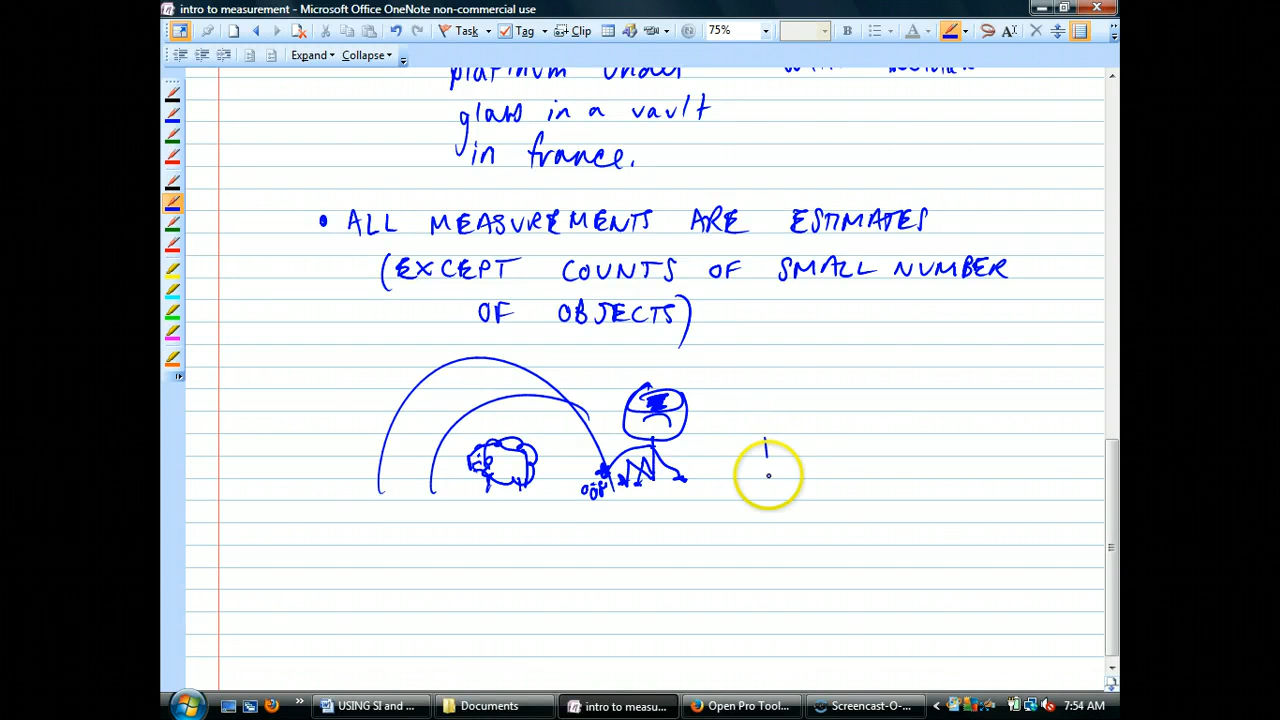 intro to measurement - Microsoft Office OneNote non-commercial use
Task Tag Clip 75% B A
Expand Collapse
platinum under
glass in a vault
in france.
• ALL MEASUREMENTS ARE ESTIMATES
(EXCEPT COUNTS OF SMALL NUMBER
OF OBJECTS)
USING SI and ... Documents intro to measu... Open Pro Tool... Screencast-O-... 7:54 AM